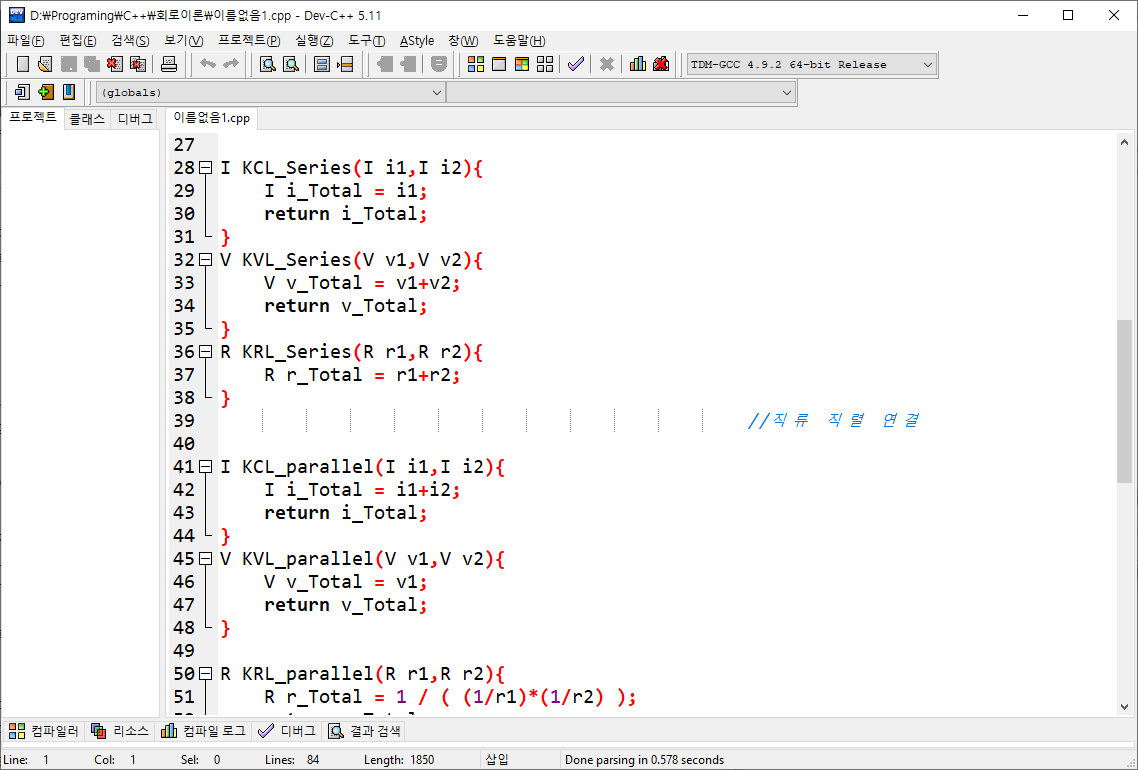 D:\Programing\C++\회로이론\이름없음1.cpp - Dev-C++ 5.11
파일(F) 편집(E) 검색(S) 보기(V) 프로젝트(P) 실행(Z) 도구(T) AStyle 창(W) 도움말(H)
TDM-GCC 4.9.2 64-bit Release
(globals)
프로젝트 클래스 디버그 이름없음1.cpp
27
28 I KCL_Series(I i1,I i2){
29 I i_Total = i1;
30 return i_Total;
31 }
32 V KVL_Series(V v1,V v2){
33 V v_Total = v1+v2;
34 return v_Total;
35 }
36 R KRL_Series(R r1,R r2){
37 R r_Total = r1+r2;
38 }
39 //직류 직렬 연결
40
41 I KCL_parallel(I i1,I i2){
42 I i_Total = i1+i2;
43 return i_Total;
44 }
45 V KVL_parallel(V v1,V v2){
46 V v_Total = v1;
47 return v_Total;
48 }
49
50 R KRL_parallel(R r1,R r2){
51 R r_Total = 1 / ( (1/r1)*(1/r2) );
컴파일러 리소스 컴파일 로그 디버그 결과 검색
Line: 1 Col: 1 Sel: 0 Lines: 84 Length: 1850 삽입 Done parsing in 0.578 seconds